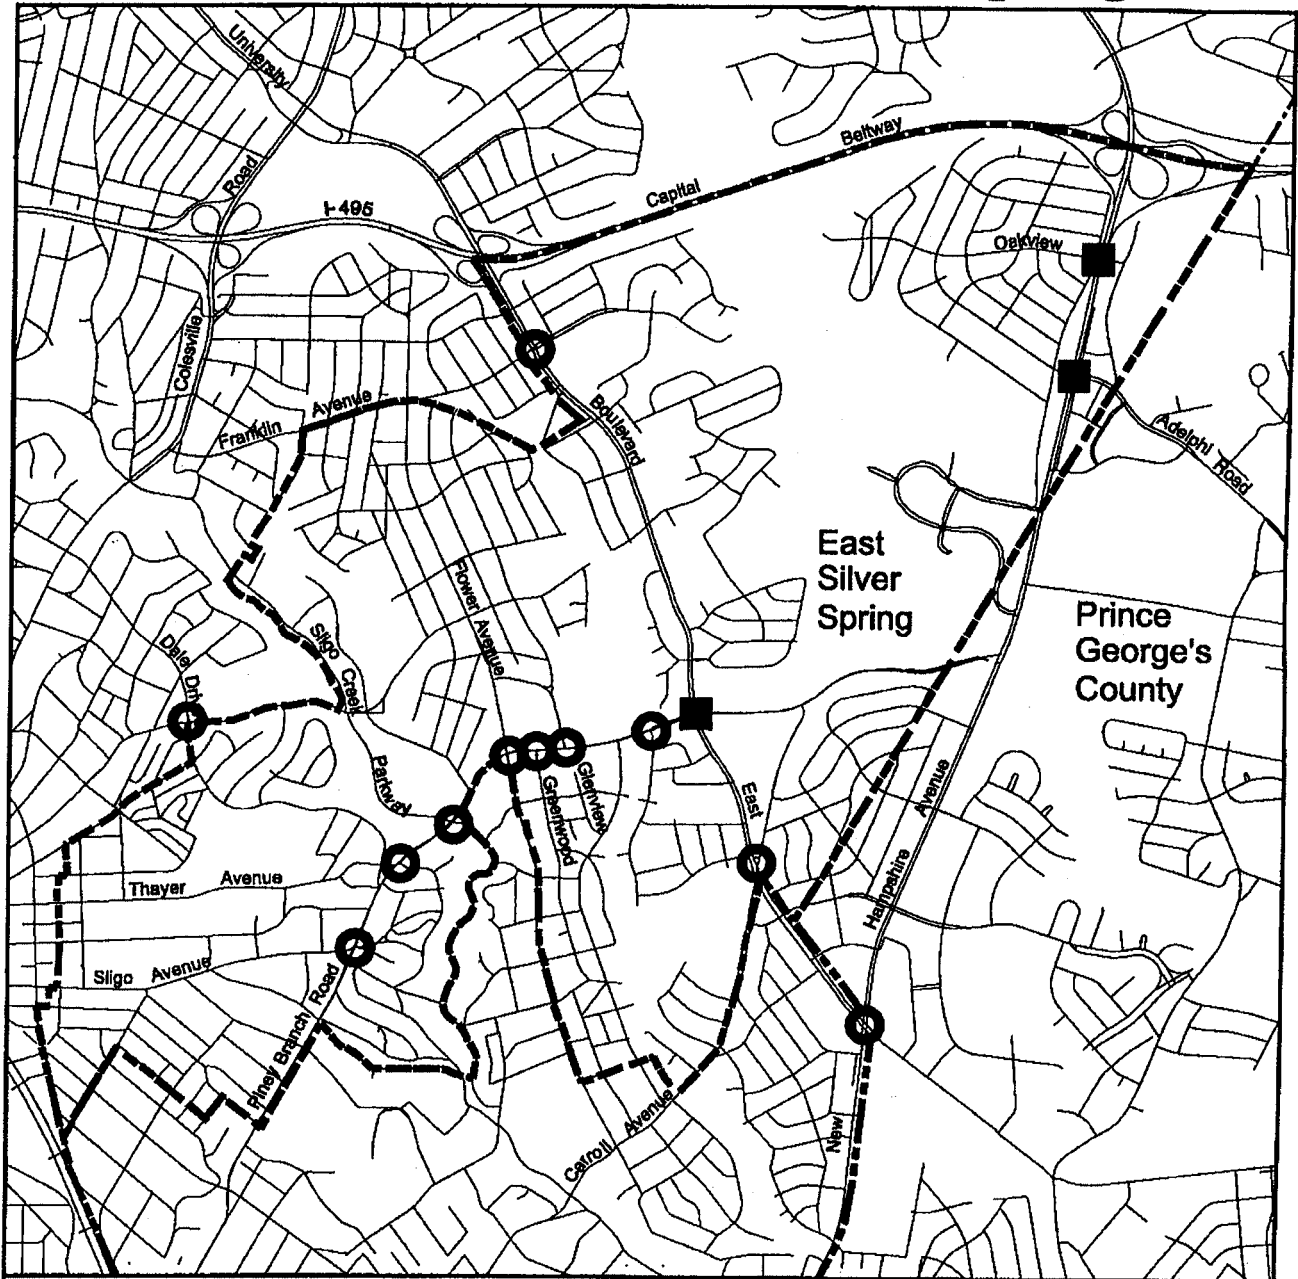 University
Road
I-495
Capital
Beltway
Oakview
Colesville
Franklin
Avenue
Boulevard
Adelphi Road
East
Silver
Spring
Prince
George's
County
Flower Avenue
Sligo Creek
Parkway
Dale Dri
Glenview
Greenwood
East
Avenue
Hampshire
New
Thayer Avenue
Sligo Avenue
Piney Branch Road
Carroll Avenue